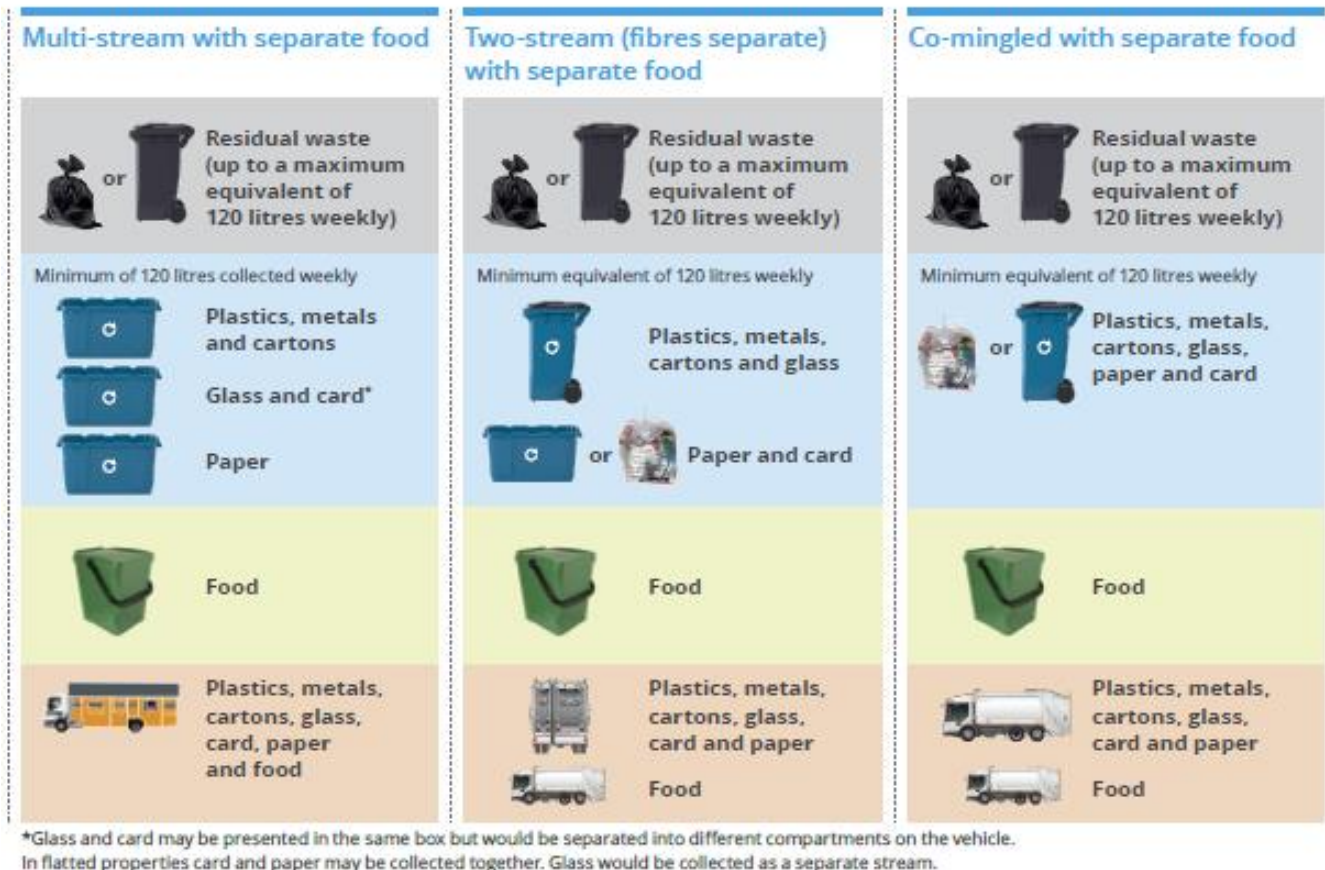 Multi-stream with separate food
Residual waste
(up to a maximum
equivalent of
120 litres weekly)
or
Minimum of 120 litres collected weekly
Plastics, metals
and cartons
Glass and card*
Paper
Food
Plastics, metals,
cartons, glass,
card, paper
and food
Two-stream (fibres separate)
with separate food
Residual waste
(up to a maximum
equivalent of
120 litres weekly)
or
Minimum equivalent of 120 litres weekly
Plastics, metals,
cartons and glass
or
Paper and card
Food
Plastics, metals,
cartons, glass,
card and paper
Food
Co-mingled with separate food
Residual waste
(up to a maximum
equivalent of
120 litres weekly)
or
Minimum equivalent of 120 litres weekly
or
Plastics, metals,
cartons, glass,
paper and card
Food
Plastics, metals,
cartons, glass,
card and paper
Food
*Glass and card may be presented in the same box but would be separated into different compartments on the vehicle.
In flatted properties card and paper may be collected together. Glass would be collected as a separate stream.